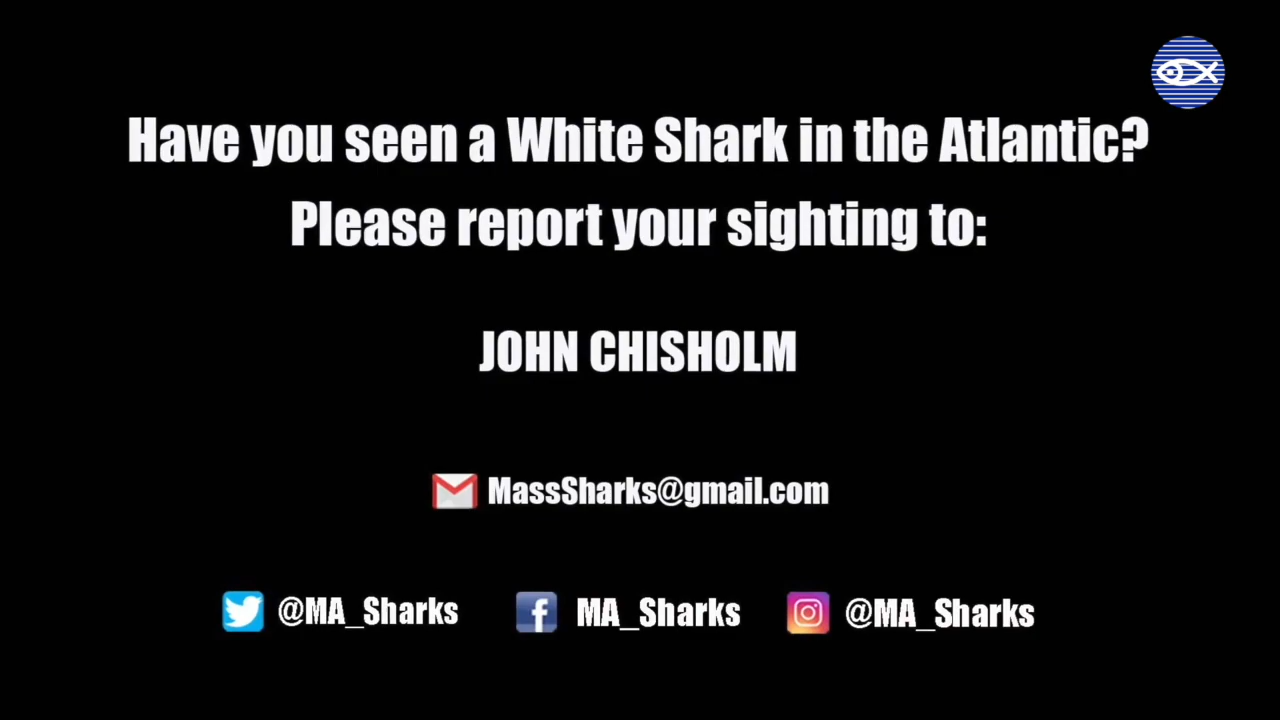 Have you seen a White Shark in the Atlantic?
Please report your sighting to:
JOHN CHISHOLM
MassSharks@gmail.com
@MA_Sharks MA_Sharks @MA_Sharks